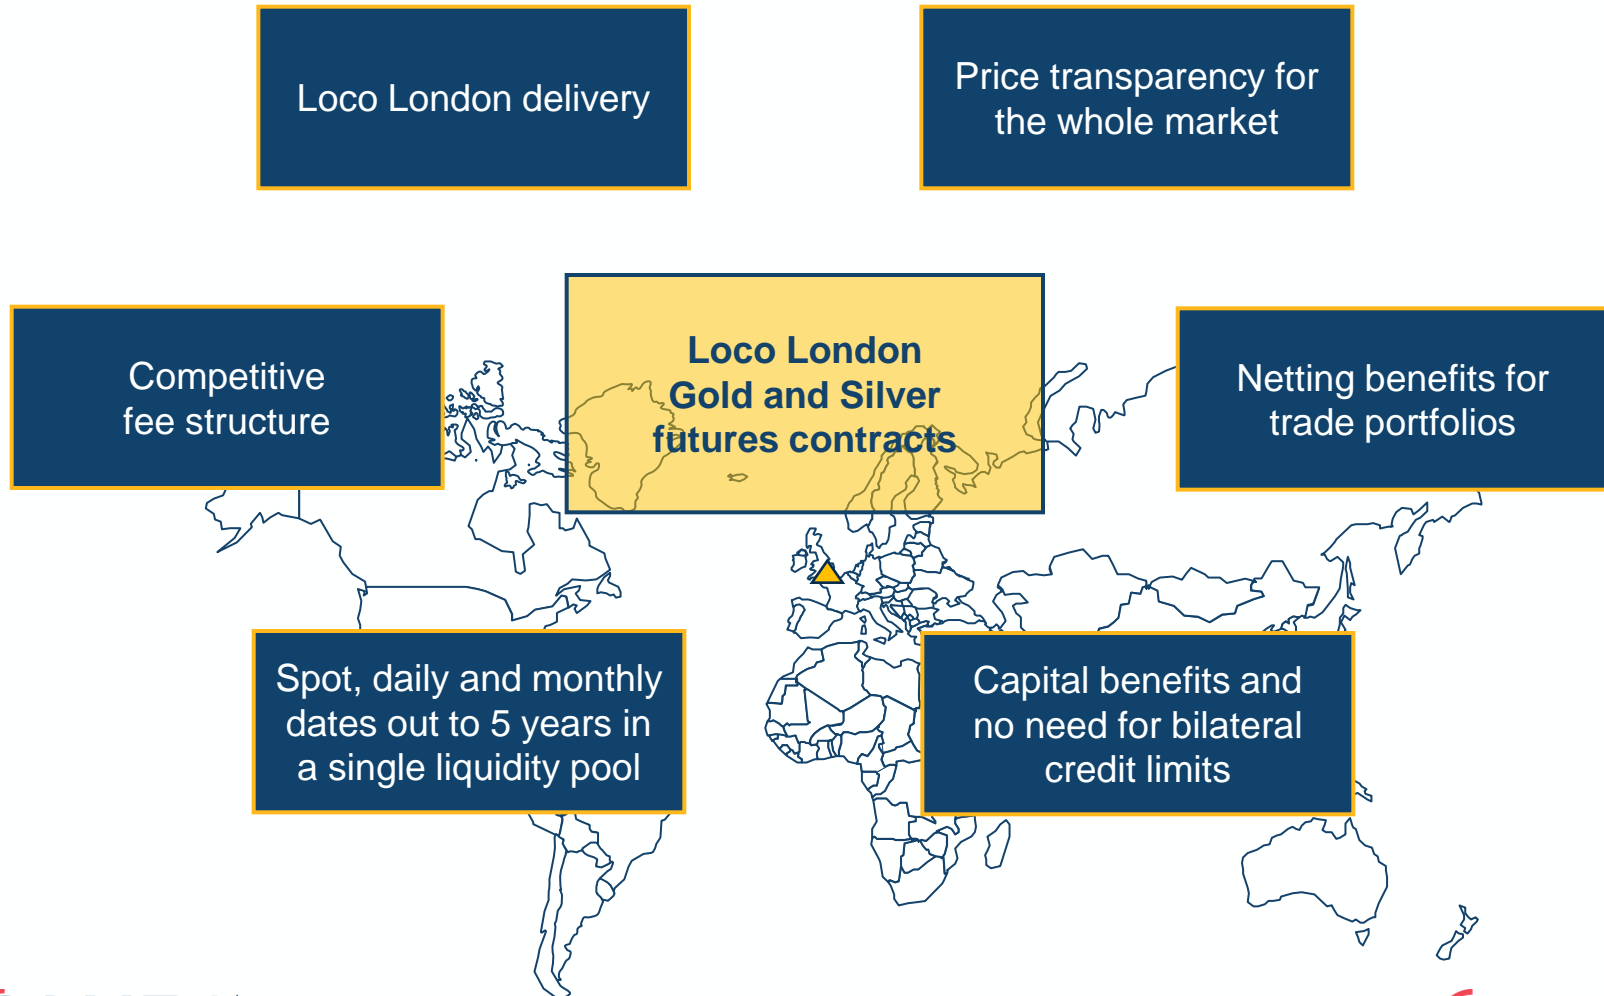 Loco London delivery
Price transparency for
the whole market
Loco London
Gold and Silver
futures contracts
Competitive
fee structure
Netting benefits for
trade portfolios
Spot, daily and monthly
dates out to 5 years in
a single liquidity pool
Capital benefits and
no need for bilateral
credit limits